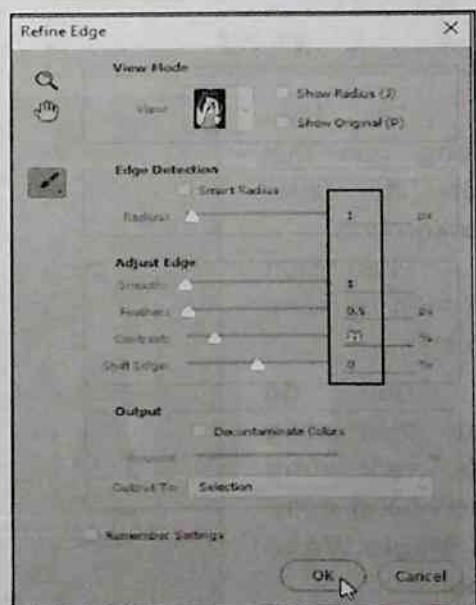 Refine Edge
View Mode
View:
Show Radius (J)
Show Original (P)
Edge Detection
Smart Radius
Radius: 1 px
Adjust Edge
Smooth: 1
Feather: 0.5 px
Contrast: %
Shift Edge: 0 %
Output
Decontaminate Colors
Amount:
Output To: Selection
Remember Settings
OK Cancel